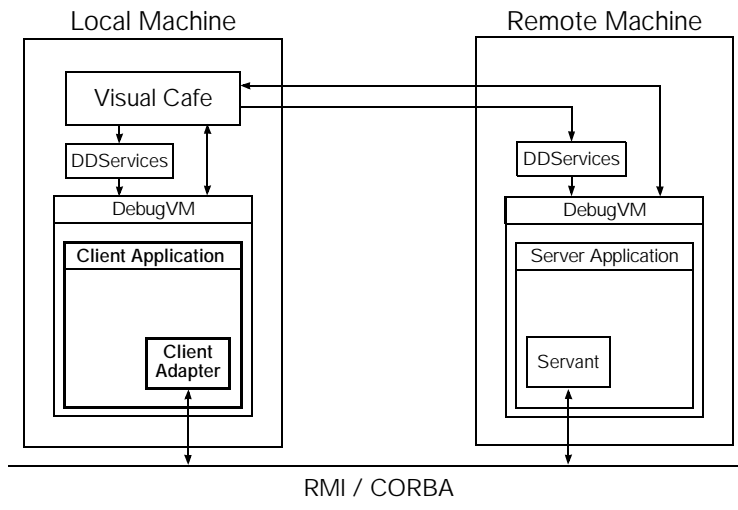 Local Machine
Remote Machine
Visual Cafe
DDServices
DDServices
DebugVM
DebugVM
Client Application
Server Application
Client
Adapter
Servant
RMI / CORBA